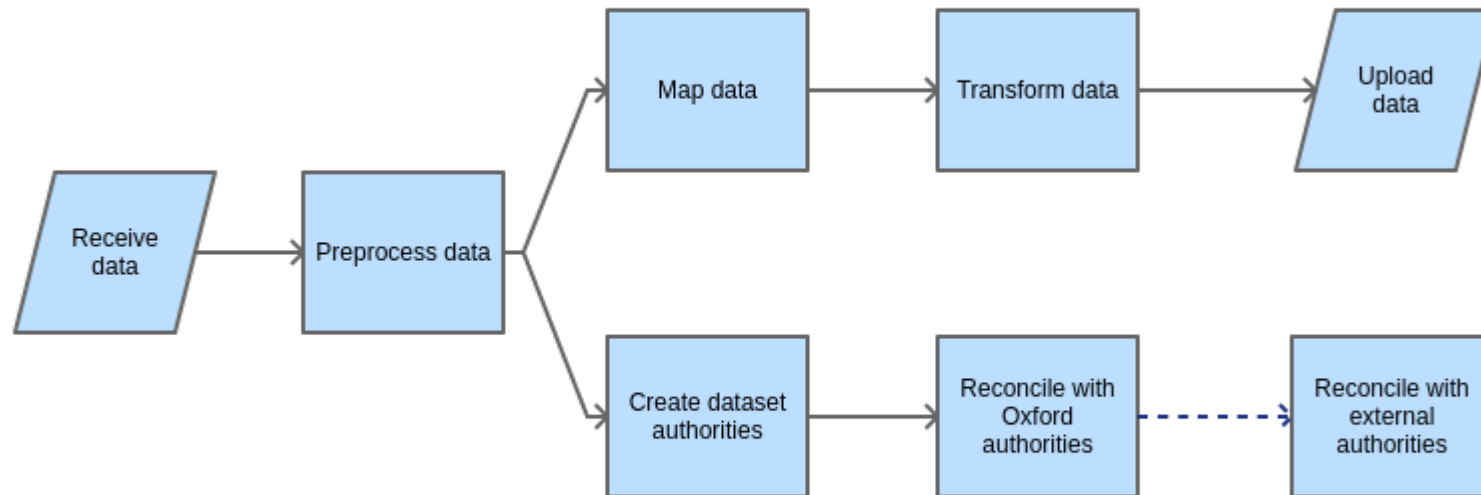 Receive
data
Preprocess data
Map data
Transform data
Upload
data
Create dataset
authorities
Reconcile with
Oxford
authorities
Reconcile with
external
authorities